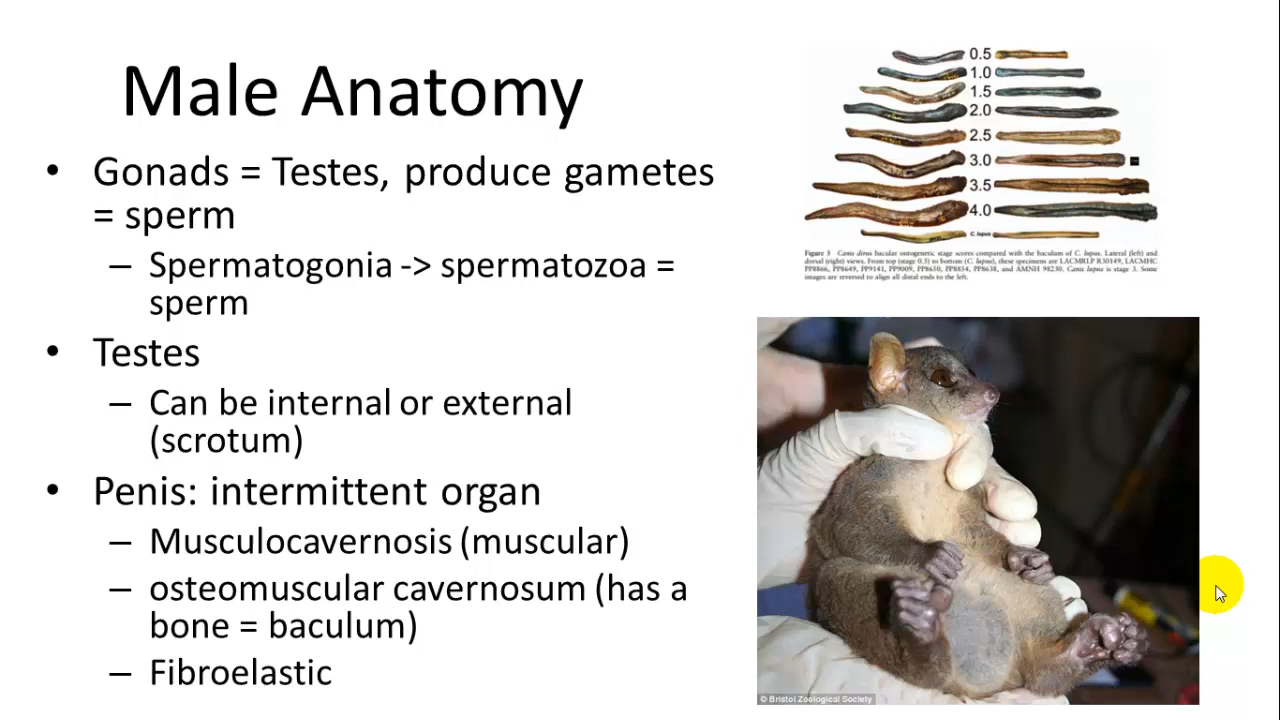 Male Anatomy
• Gonads = Testes, produce gametes
= sperm
– Spermatogonia -> spermatozoa =
sperm
• Testes
– Can be internal or external
(scrotum)
• Penis: intermittent organ
– Musculocavernosis (muscular)
– osteomuscular cavernosum (has a
bone = baculum)
– Fibroelastic
0.5
1.0
1.5
2.0
2.5
3.0
3.5
4.0
C. lupus
Figure 3 Canis dirus bacular ontogenetic stage scores compared with the baculum of C. lupus. Lateral (left) and
dorsal (right) views. From top (stage 0.5) to bottom (C. lupus), these specimens are LACMRLP R30149, LACMHC
PP8866, PP6649, PP9141, PP9009, PP8650, PP8854, PP8638, and AMNH 98230. Canis lupus is stage 3. Some
images are reversed to align all distal ends to the left.
© Bristol Zoological Society